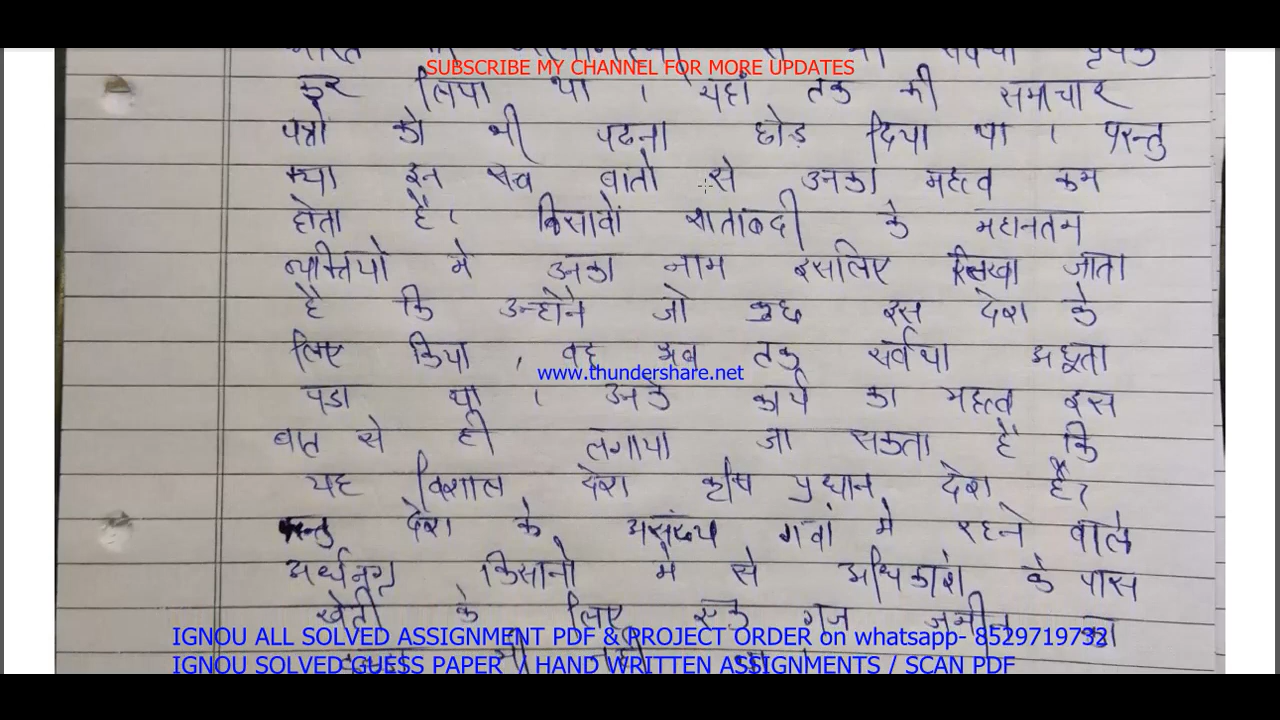 SUBSCRIBE MY CHANNEL FOR MORE UPDATES
कर लिया था । यहां तक की समाचार
पत्रो को भी पढना छोड़ दिया था । परन्तु
क्या इन सब बातो से उनका महत्व कम
होता है। किसावों शताब्दी के महानतम
व्यक्तियो मे उनका नाम इसलिए लिखा जाता
है कि उन्होने जो कुछ इस देश के
लिए किया , वह अब तक सर्वथा अछूता
www.thundershare.net
पडा था । उनके कार्य का महत्व इस
बात से ही लगाया जा सकता है कि
यह विशाल देश कृषि प्रधान देश है,
परन्तु देश के असंख्य गवां मे रहने वाले
अर्धनग्न किसानो मे से अधिकांश के पास
खेती के लिए एक गज जमीन का
IGNOU ALL SOLVED ASSIGNMENT PDF & PROJECT ORDER on whatsapp- 8529719732
IGNOU SOLVED GUESS PAPER / HAND WRITTEN ASSIGNMENTS / SCAN PDF